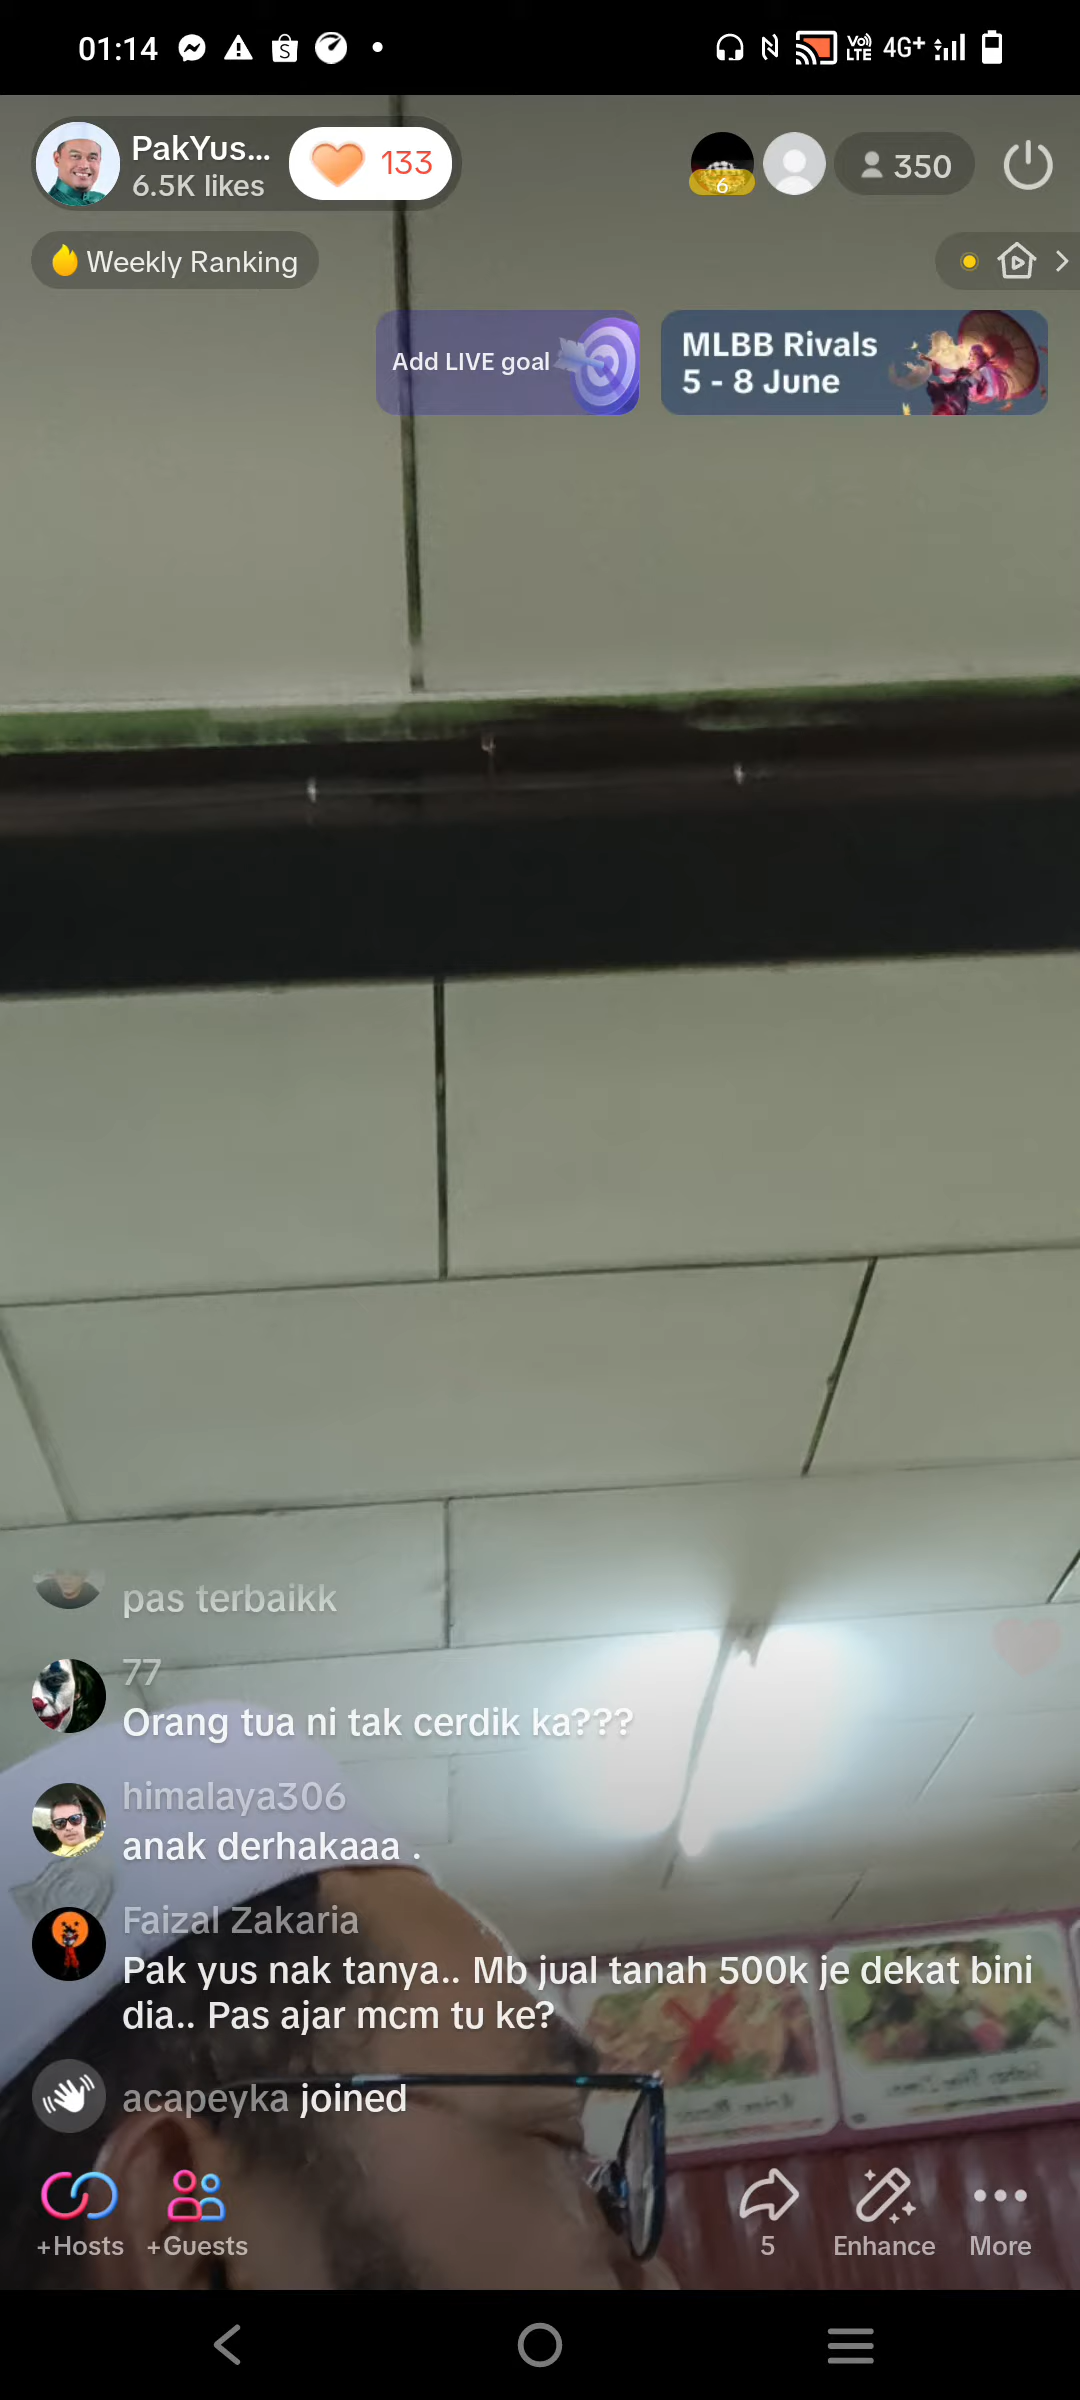 01:14
VoLTE 4G+
PakYus...
6.5K likes
133
6
350
Weekly Ranking
Add LIVE goal
MLBB Rivals
5 - 8 June
pas terbaikk
77
Orang tua ni tak cerdik ka???
himalaya306
anak derhakaaa .
Faizal Zakaria
Pak yus nak tanya.. Mb jual tanah 500k je dekat bini
dia.. Pas ajar mcm tu ke?
acapeyka joined
+Hosts
+Guests
5
Enhance
More